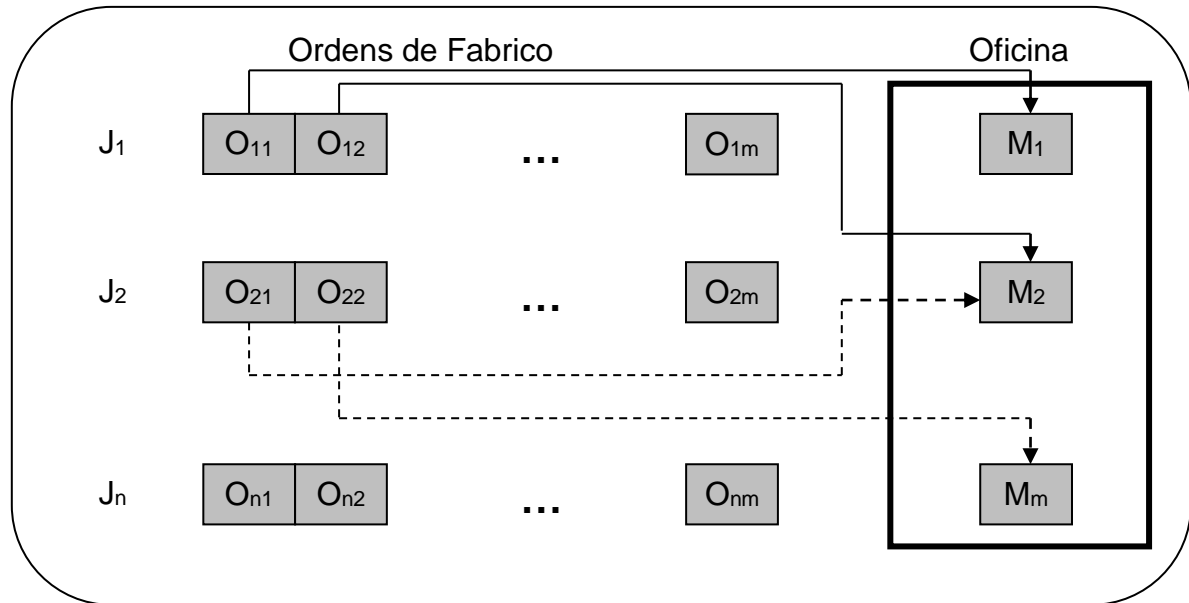 Ordens de Fabrico Oficina
J1 O11 O12 ... O1m M1
J2 O21 O22 ... O2m M2
Jn On1 On2 ... Onm Mm